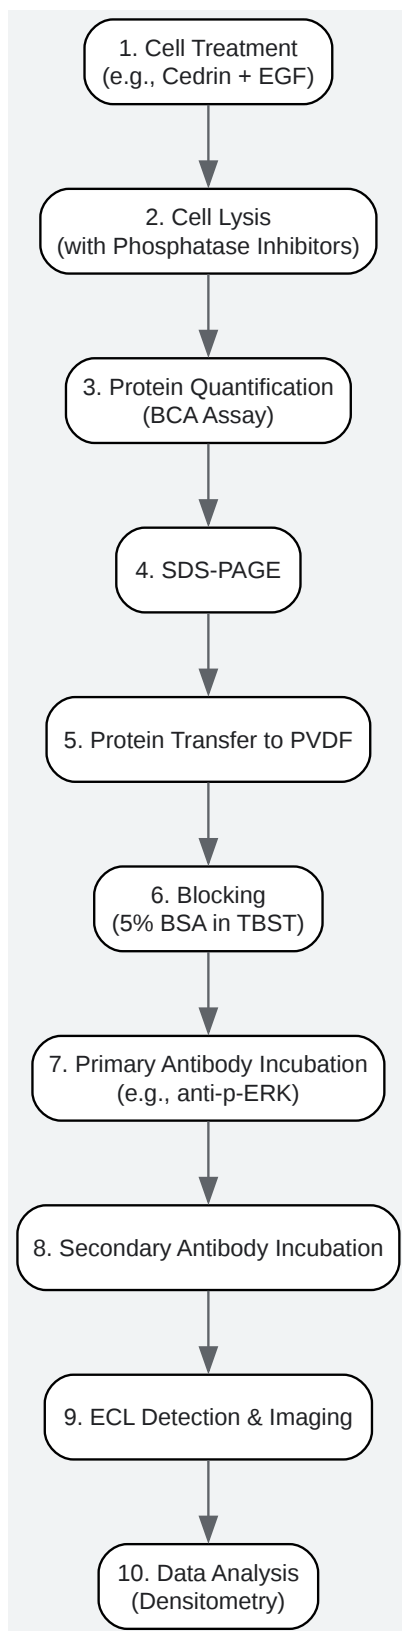 1. Cell Treatment
(e.g., Cedrin + EGF)
2. Cell Lysis
(with Phosphatase Inhibitors)
3. Protein Quantification
(BCA Assay)
4. SDS-PAGE
5. Protein Transfer to PVDF
6. Blocking
(5% BSA in TBST)
7. Primary Antibody Incubation
(e.g., anti-p-ERK)
8. Secondary Antibody Incubation
9. ECL Detection & Imaging
10. Data Analysis
(Densitometry)